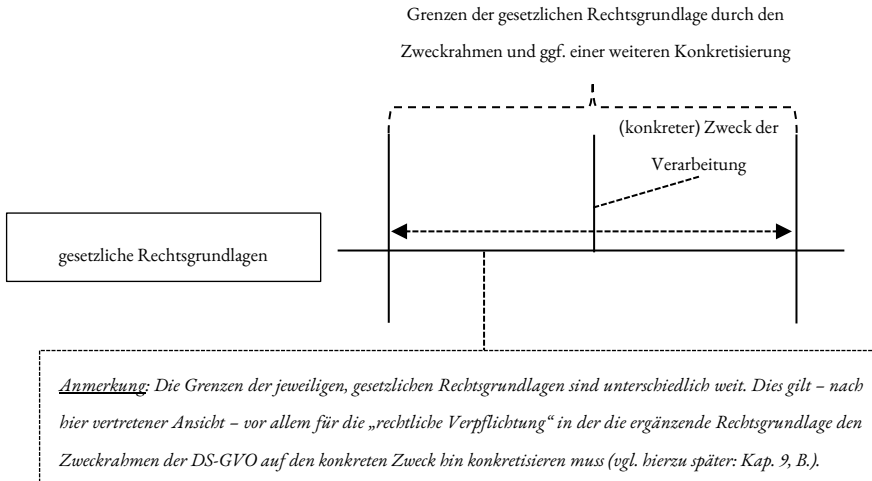 Grenzen der gesetzlichen Rechtsgrundlage durch den
Zweckrahmen und ggf. einer weiteren Konkretisierung
(konkreter) Zweck der
Verarbeitung
gesetzliche Rechtsgrundlagen
Anmerkung: Die Grenzen der jeweiligen, gesetzlichen Rechtsgrundlagen sind unterschiedlich weit. Dies gilt – nach
hier vertretener Ansicht – vor allem für die „rechtliche Verpflichtung“ in der die ergänzende Rechtsgrundlage den
Zweckrahmen der DS-GVO auf den konkreten Zweck hin konkretisieren muss (vgl. hierzu später: Kap. 9, B.).